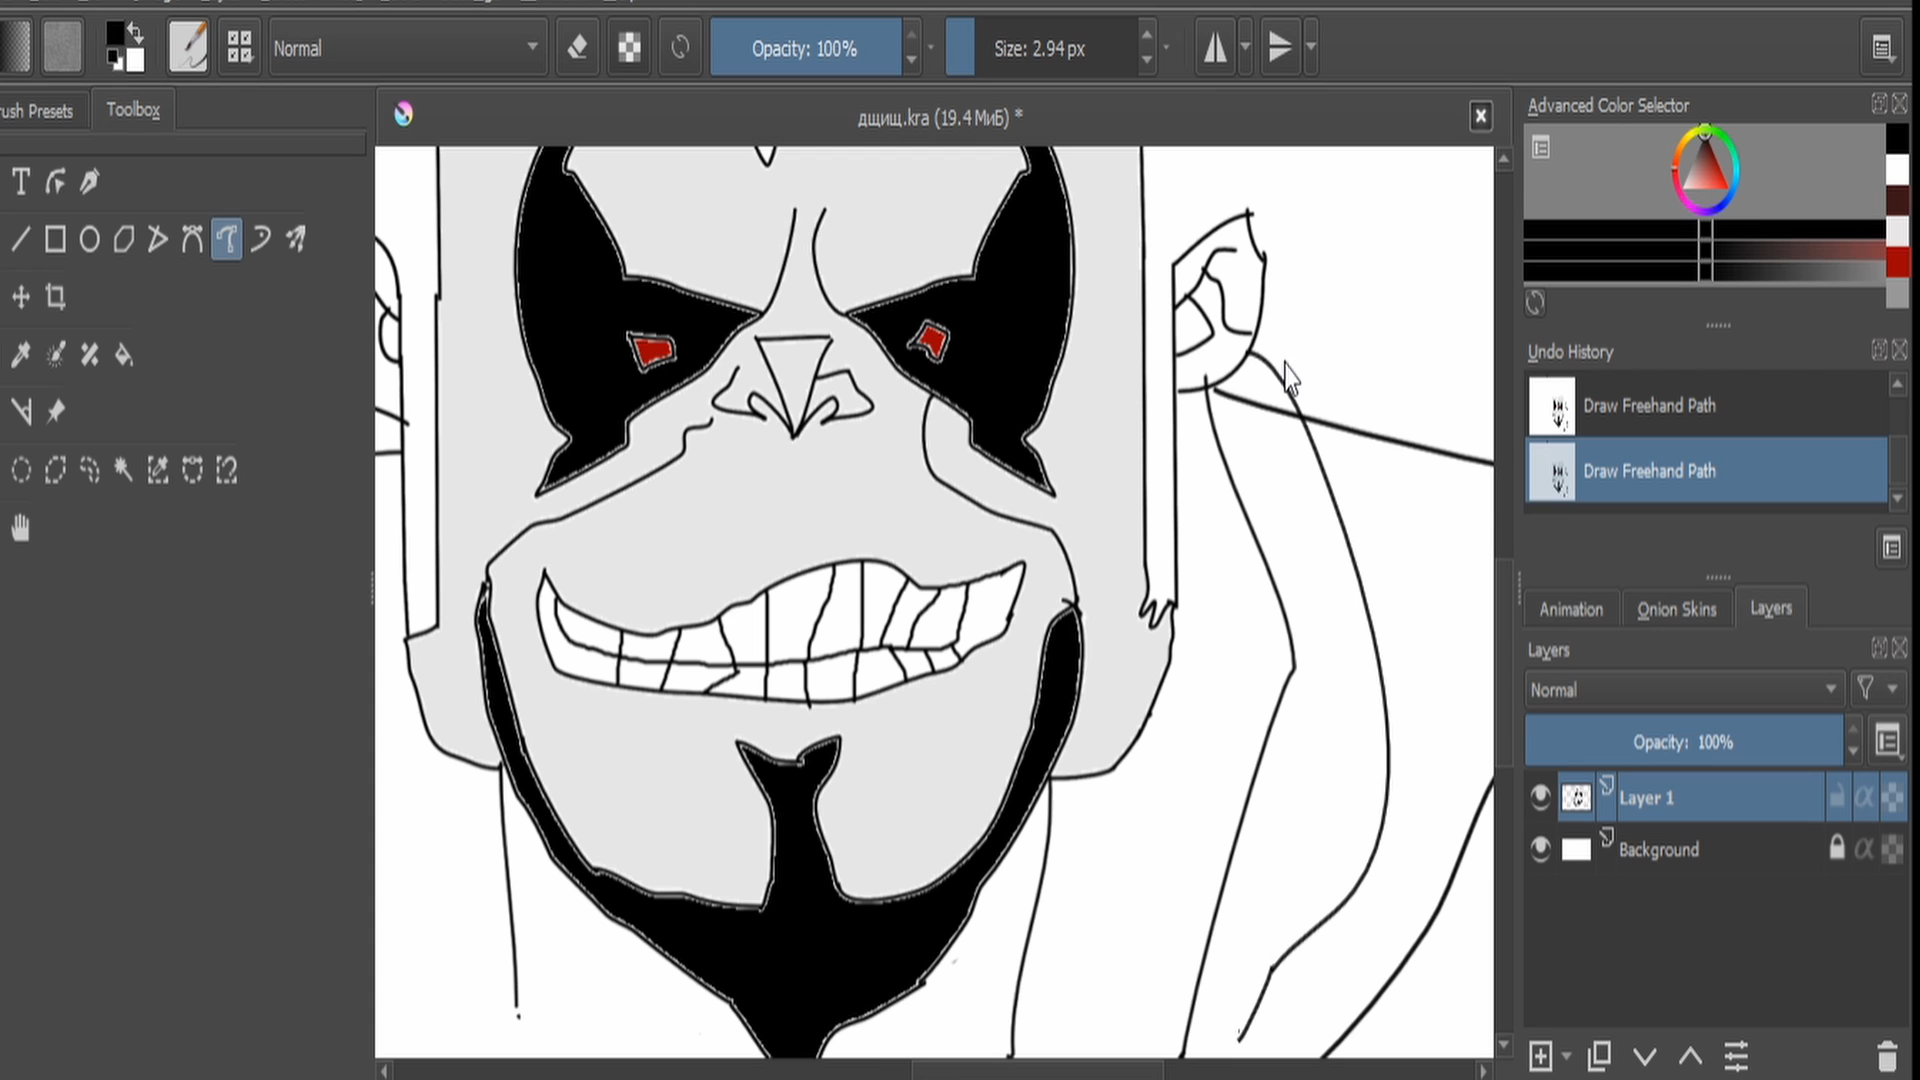 Normal
Opacity: 100%
Size: 2.94 px
rush Presets
Toolbox
дщищ.kra (19.4 МиБ) *
Advanced Color Selector
Undo History
Draw Freehand Path
Draw Freehand Path
Animation
Onion Skins
Layers
Layers
Normal
Opacity: 100%
Layer 1
Background